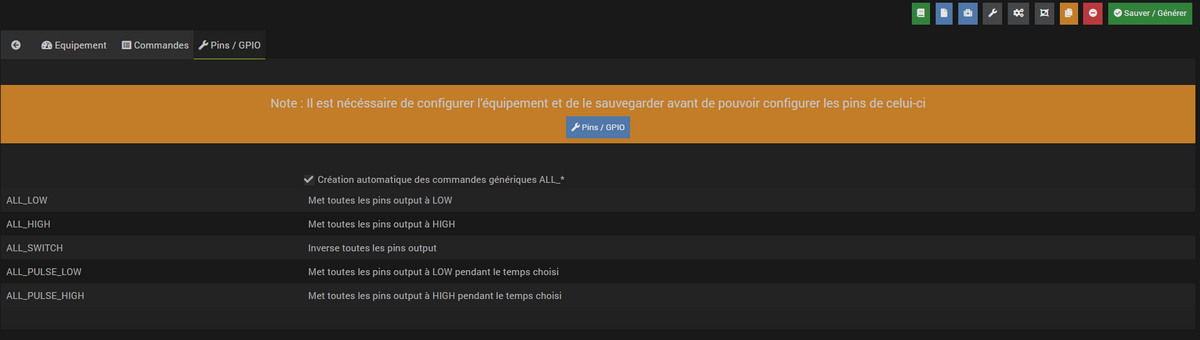 Sauver / Générer
Equipement Commandes Pins / GPIO
Note : Il est nécéssaire de configurer l'équipement et de le sauvegarder avant de pouvoir configurer les pins de celui-ci
Pins / GPIO
Création automatique des commandes génériques ALL_*
ALL_LOW Met toutes les pins output à LOW
ALL_HIGH Met toutes les pins output à HIGH
ALL_SWITCH Inverse toutes les pins output
ALL_PULSE_LOW Met toutes les pins output à LOW pendant le temps choisi
ALL_PULSE_HIGH Met toutes les pins output à HIGH pendant le temps choisi